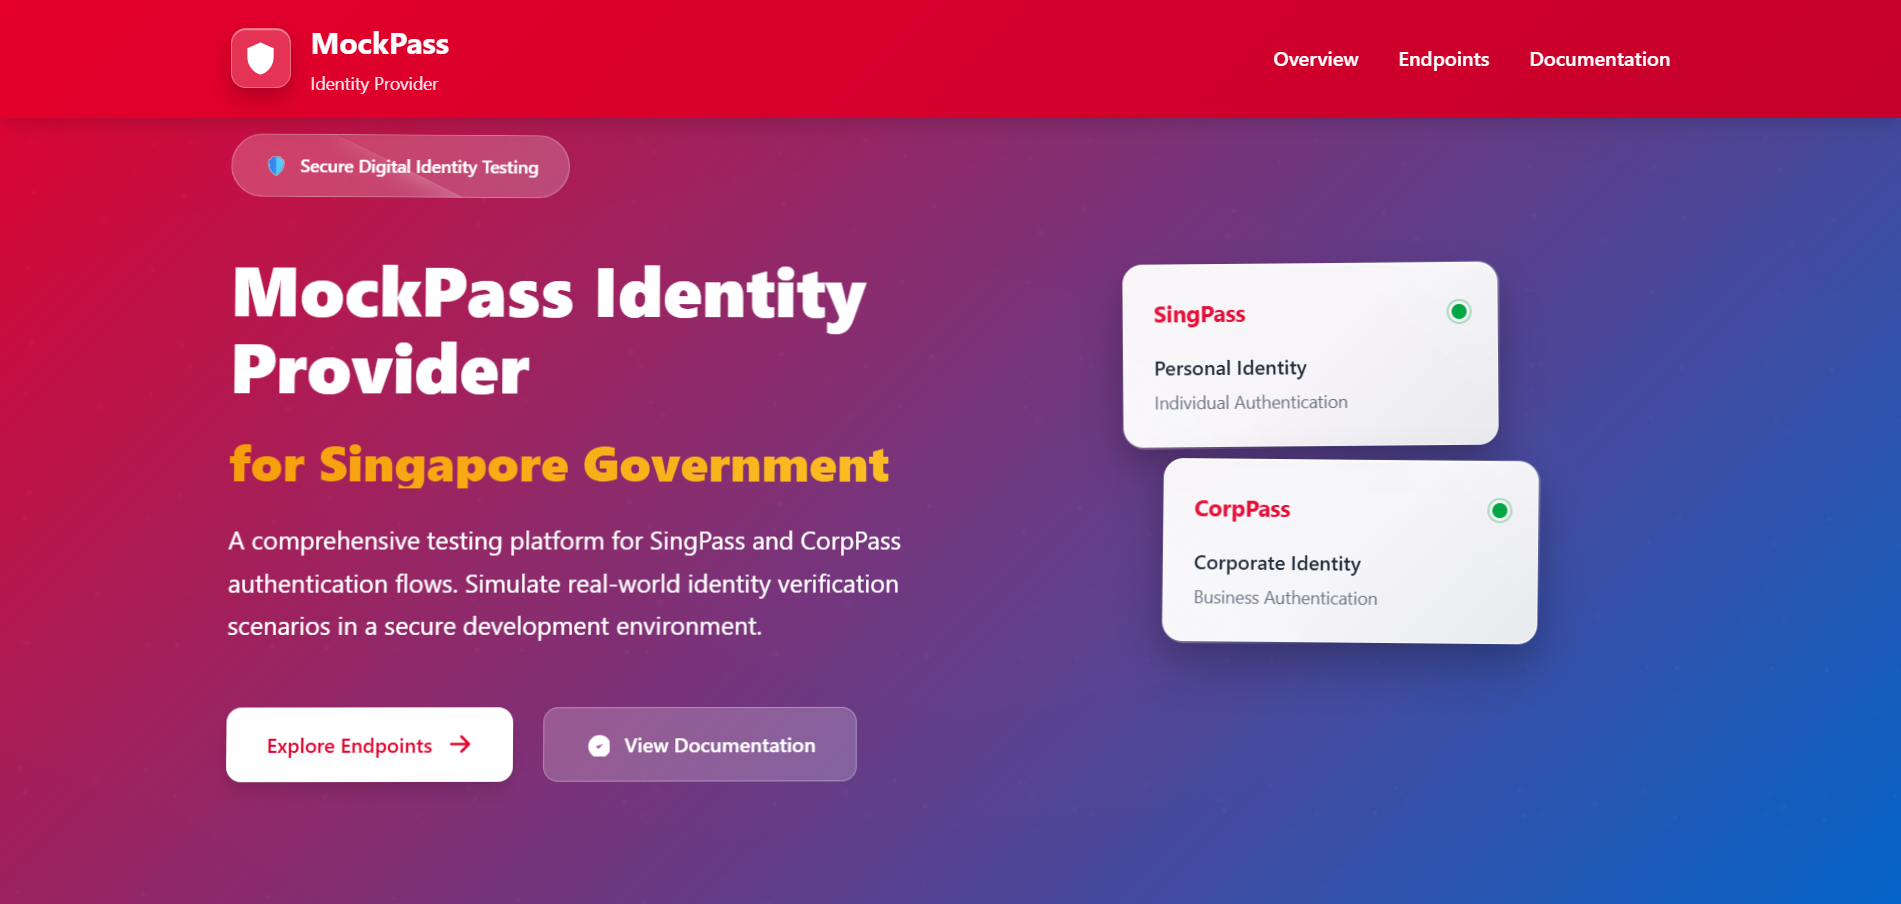 MockPass
Identity Provider
Overview
Endpoints
Documentation
Secure Digital Identity Testing
MockPass Identity
Provider
for Singapore Government
A comprehensive testing platform for SingPass and CorpPass
authentication flows. Simulate real-world identity verification
scenarios in a secure development environment.
Explore Endpoints
View Documentation
SingPass
Personal Identity
Individual Authentication
CorpPass
Corporate Identity
Business Authentication